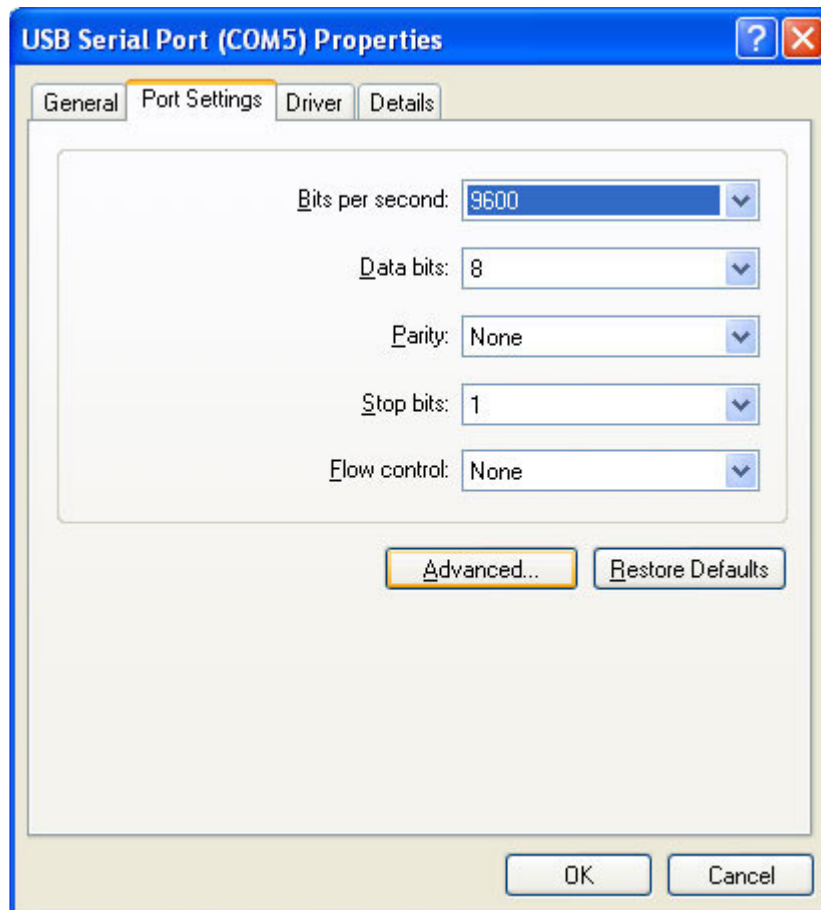 USB Serial Port (COM5) Properties
General Port Settings Driver Details
Bits per second: 9600
Data bits: 8
Parity: None
Stop bits: 1
Flow control: None
Advanced... Restore Defaults
OK Cancel